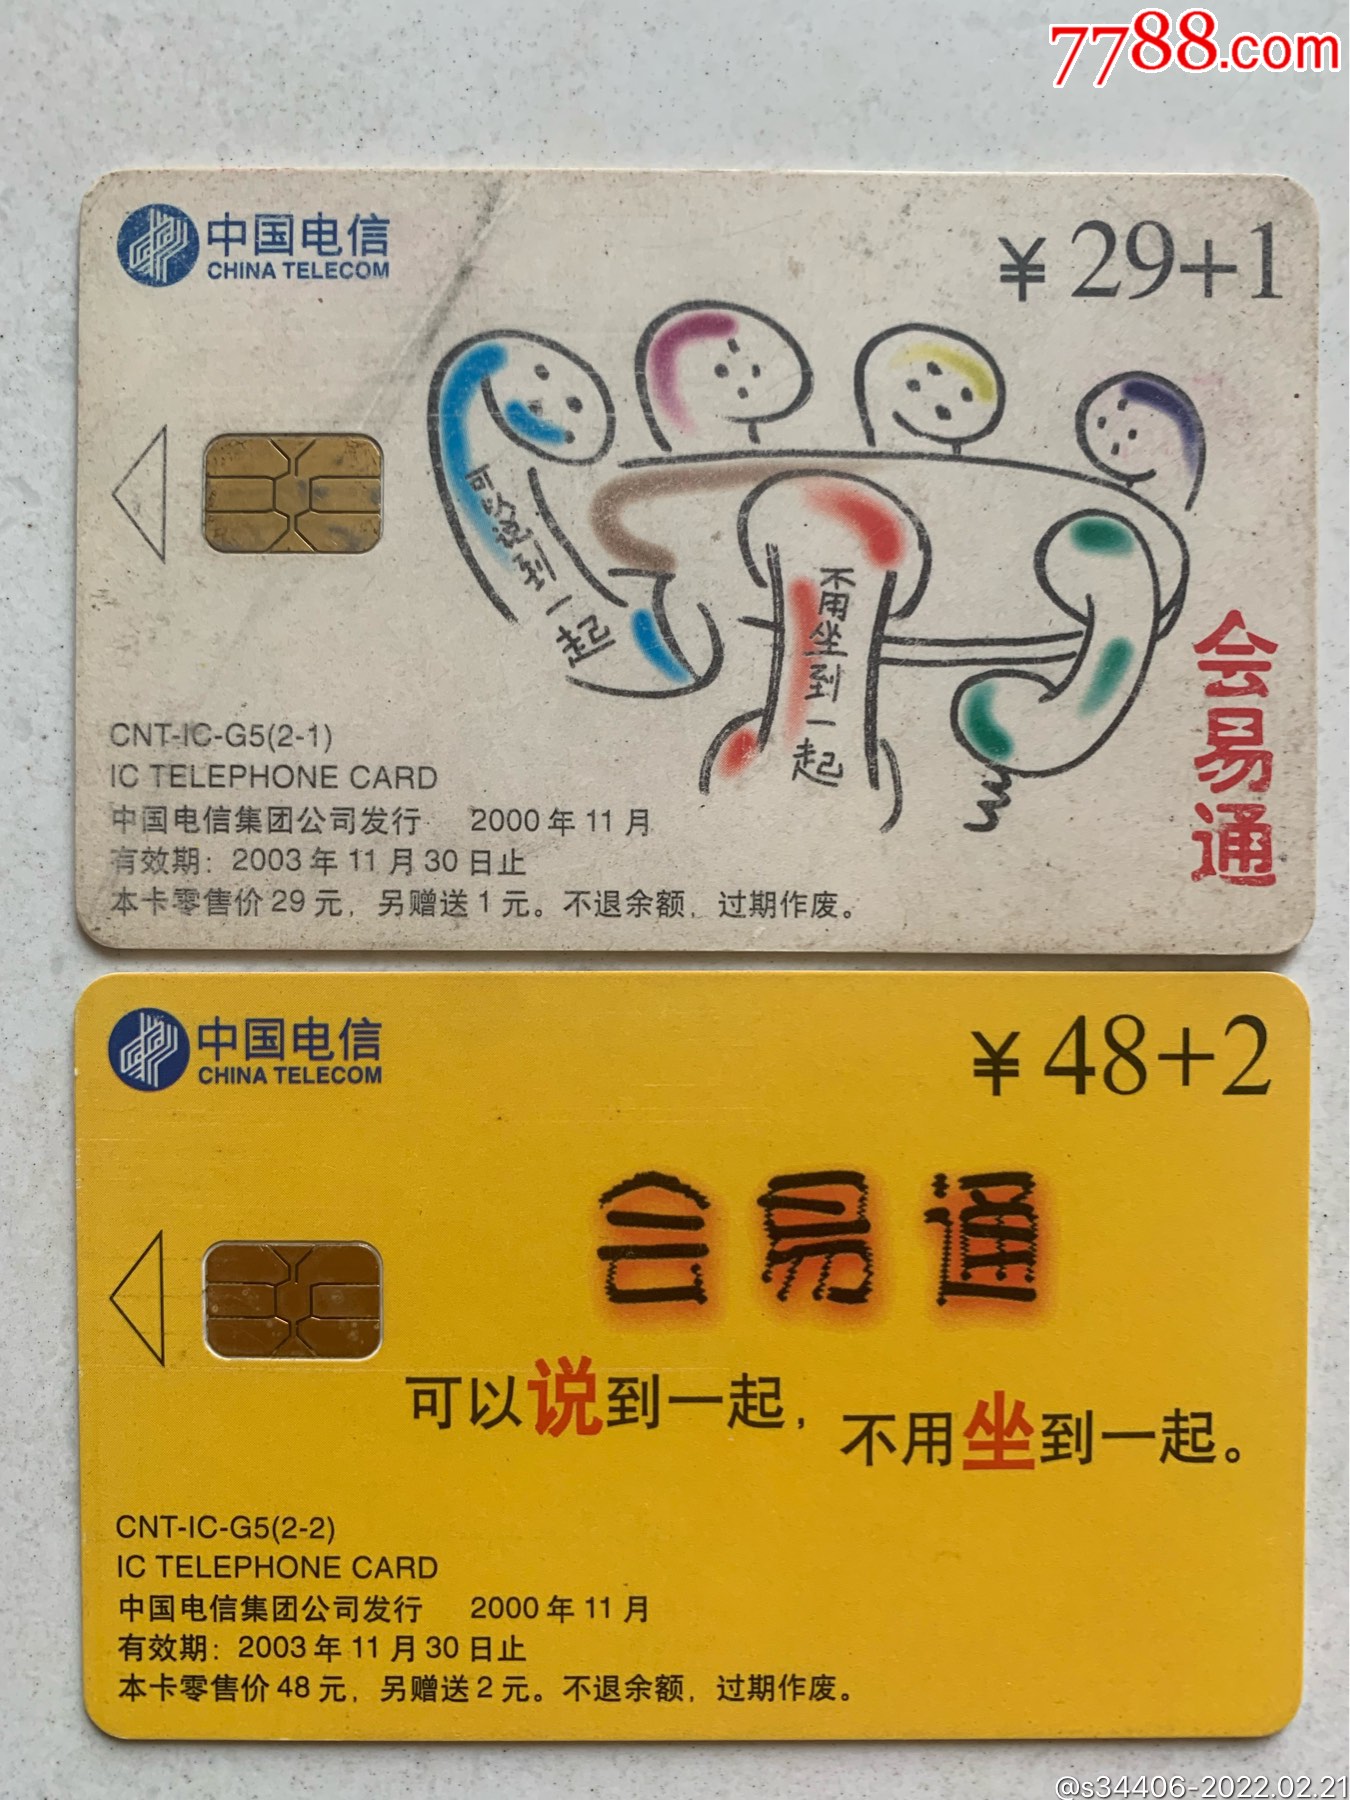 7788.com
中国电信
CHINA TELECOM
¥29+1
可以说到一起
不用坐到一起
会易通
CNT-IC-G5(2-1)
IC TELEPHONE CARD
中国电信集团公司发行 2000年11月
有效期：2003年11月30日止
本卡零售价29元，另赠送1元。不退余额，过期作废。
中国电信
CHINA TELECOM
¥48+2
会易通
可以说到一起，不用坐到一起。
CNT-IC-G5(2-2)
IC TELEPHONE CARD
中国电信集团公司发行 2000年11月
有效期：2003年11月30日止
本卡零售价48元，另赠送2元。不退余额，过期作废。
@s34406-2022.02.21